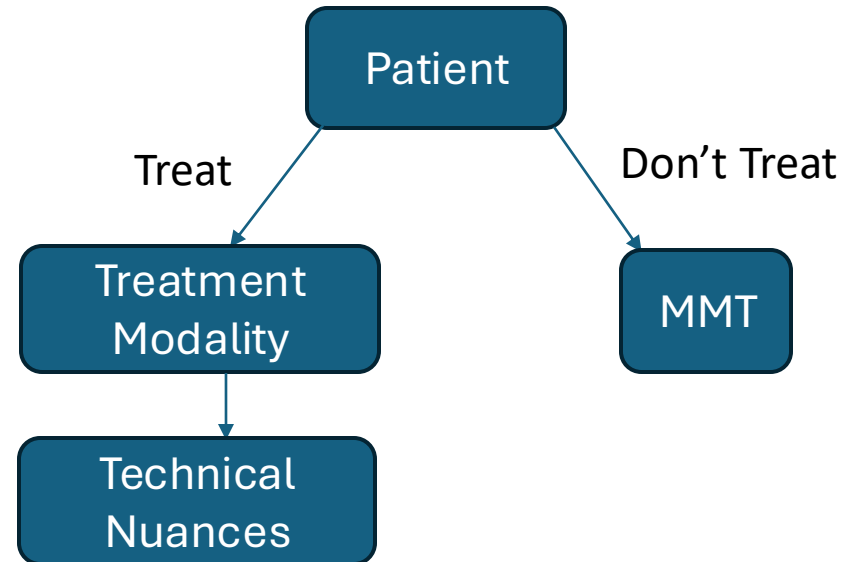 Patient
Treat
Don’t Treat
Treatment
Modality
MMT
Technical
Nuances